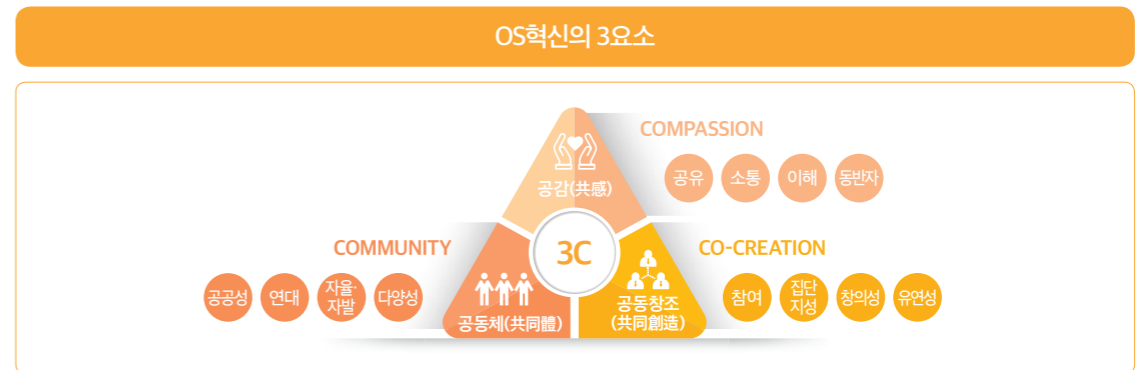 OS혁신의 3요소
COMPASSION
공감(共感)
공유
소통
이해
동반자
3C
COMMUNITY
공공성
연대
자율·
자발
다양성
공동체(共同體)
CO-CREATION
공동창조
(共同創造)
참여
집단
지성
창의성
유연성